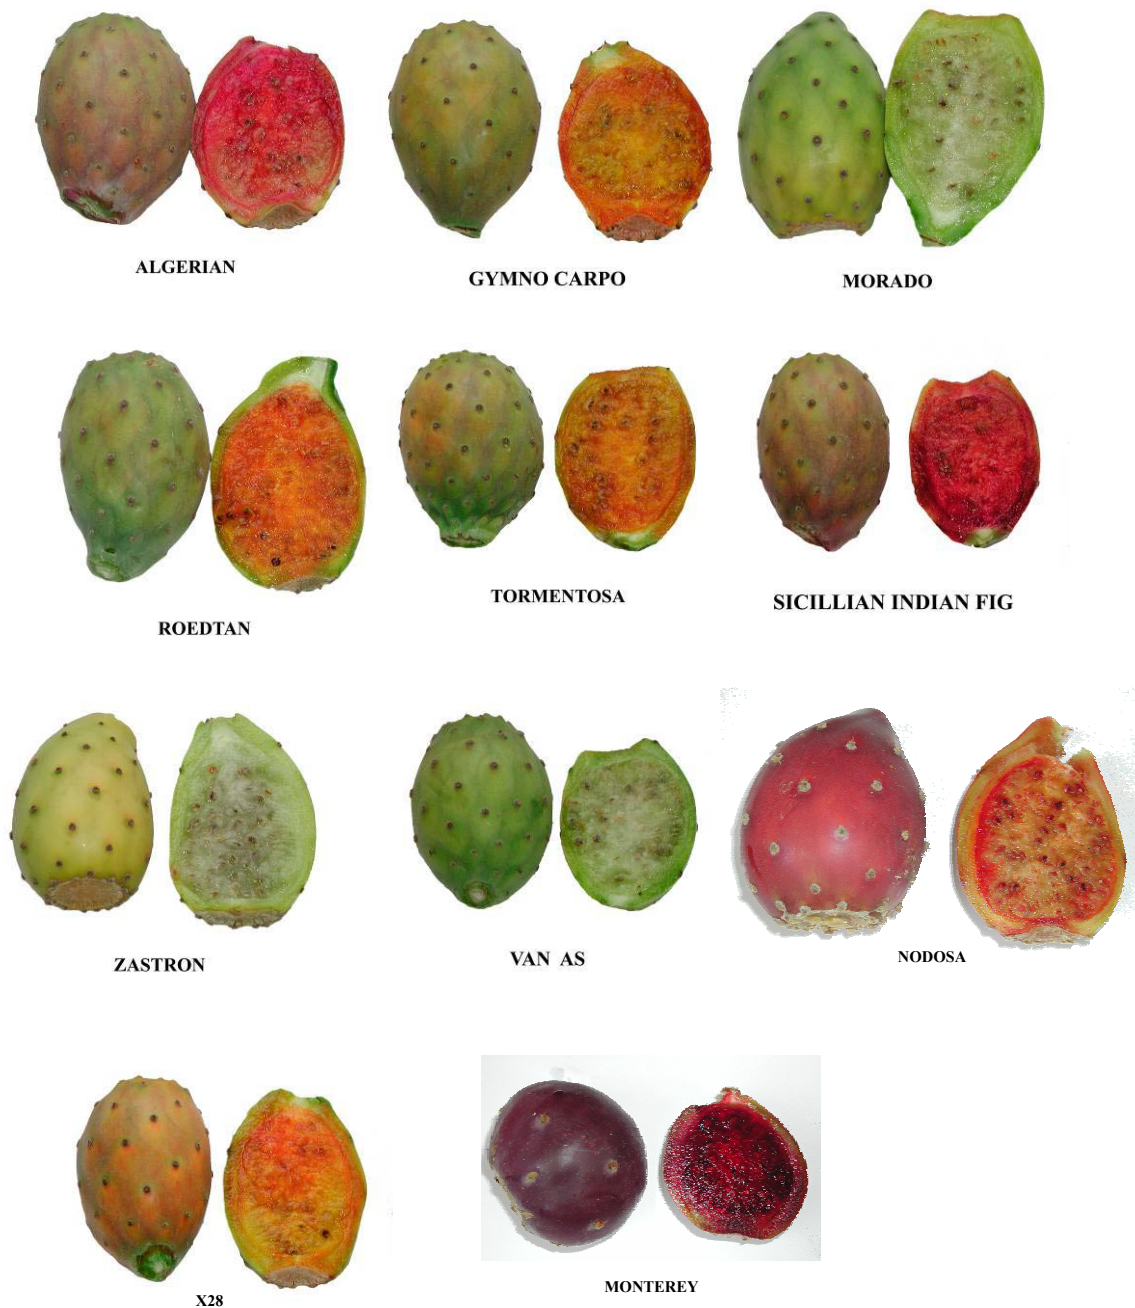 ALGERIAN
GYMNO CARPO
MORADO
ROEDTAN
TORMENTOSA
SICILLIAN INDIAN FIG
ZASTRON
VAN AS
NODOSA
X28
MONTEREY